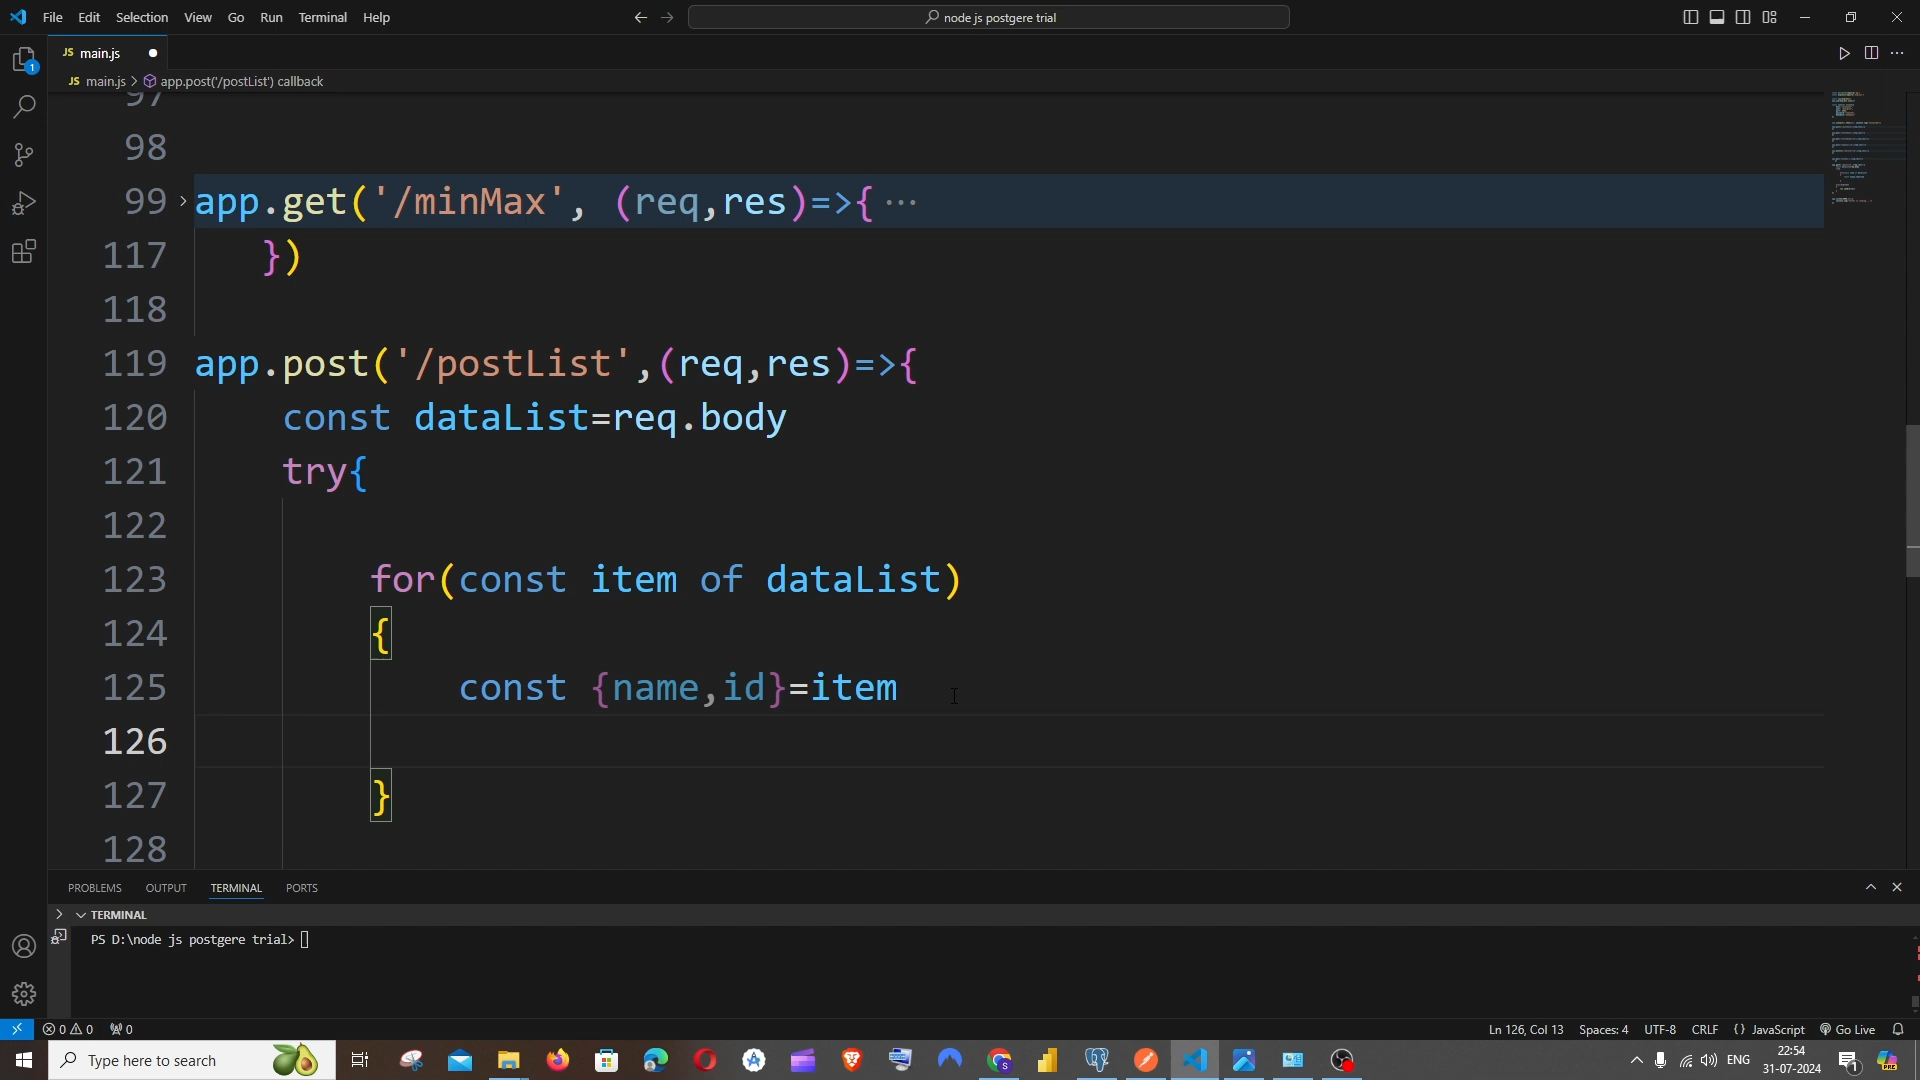 File Edit Selection View Go Run Terminal Help
node js postgere trial
JS main.js
JS main.js > app.post('/postList') callback
97
98
99 app.get('/minMax', (req,res)=>{ ···
117 })
118
119 app.post('/postList',(req,res)=>{
120 const dataList=req.body
121 try{
122
123 for(const item of dataList)
124 {
125 const {name,id}=item
126
127 }
128
PROBLEMS OUTPUT TERMINAL PORTS
TERMINAL
PS D:\node js postgere trial>
0 0 0 Ln 126, Col 13 Spaces: 4 UTF-8 CRLF {} JavaScript Go Live
Type here to search
ENG
22:54
31-07-2024